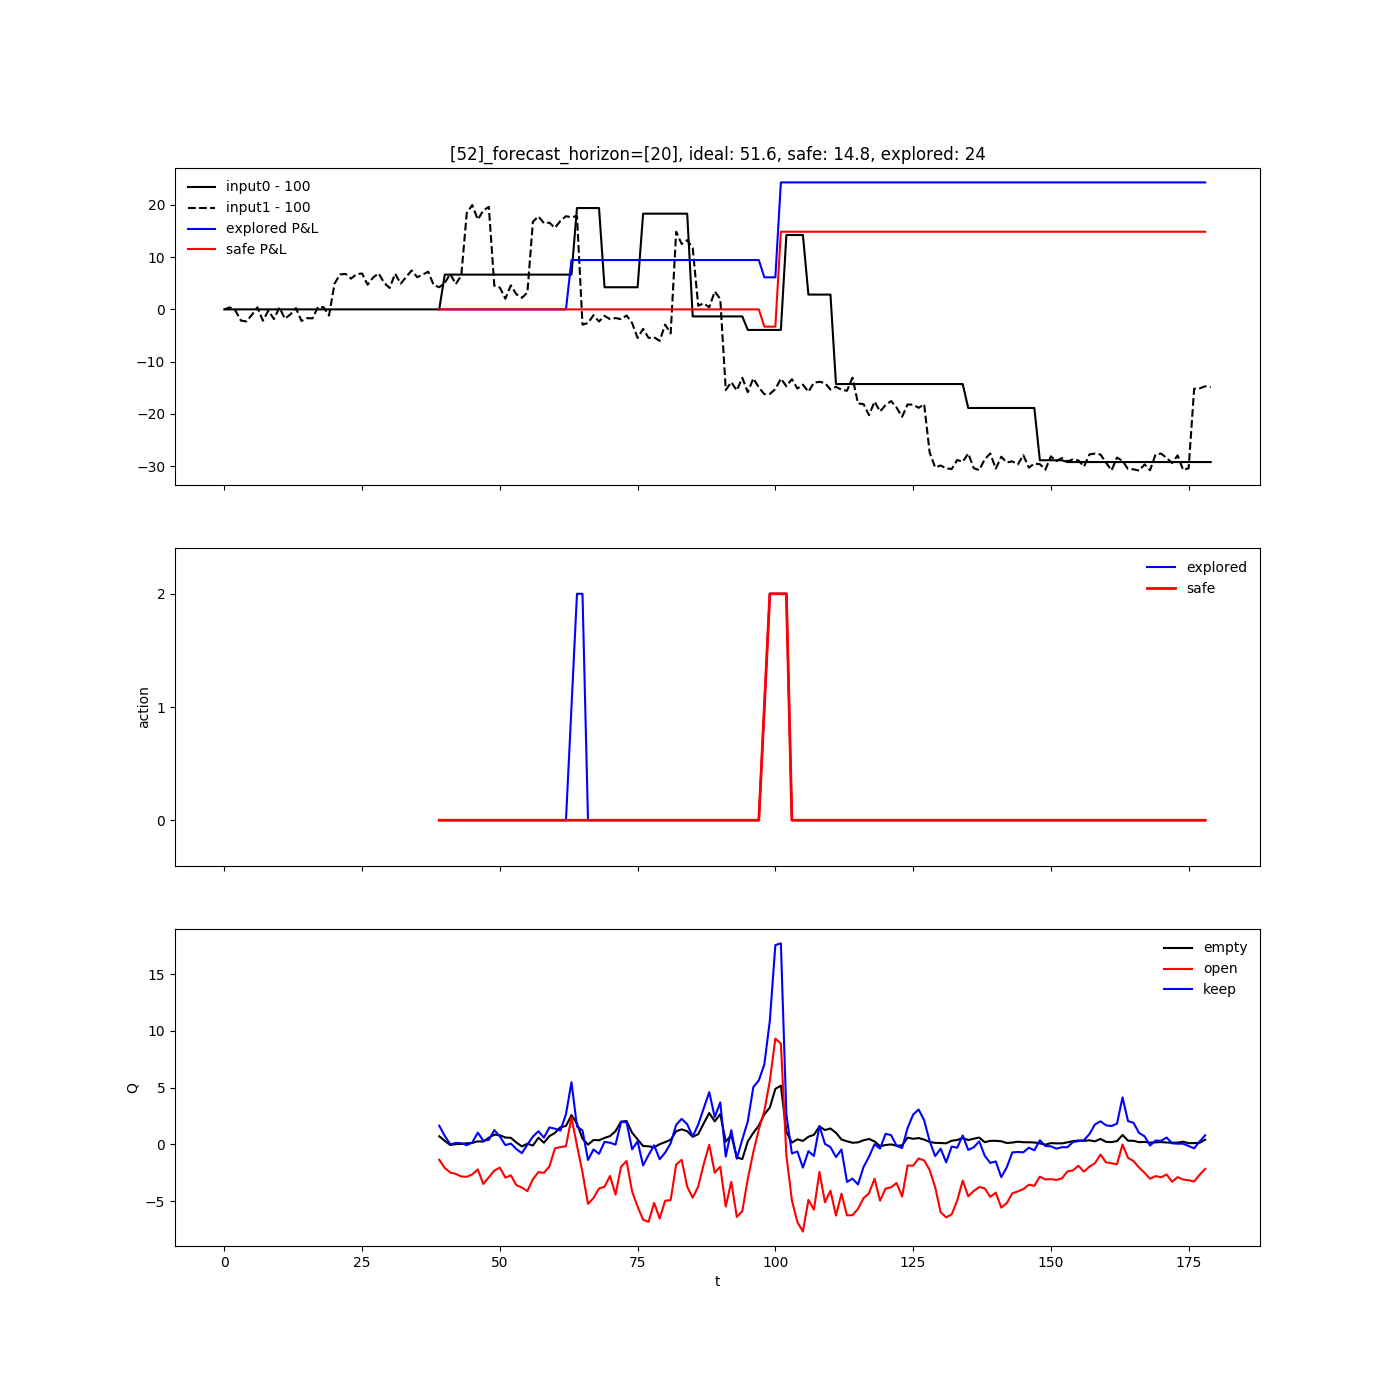 [52]_forecast_horizon=[20], ideal: 51.6, safe: 14.8, explored: 24
input0 - 100
input1 - 100
explored P&L
safe P&L
20
10
0
−10
−20
−30
explored
safe
2
1
0
action
empty
open
keep
15
10
5
0
−5
Q
0 25 50 75 100 125 150 175
t